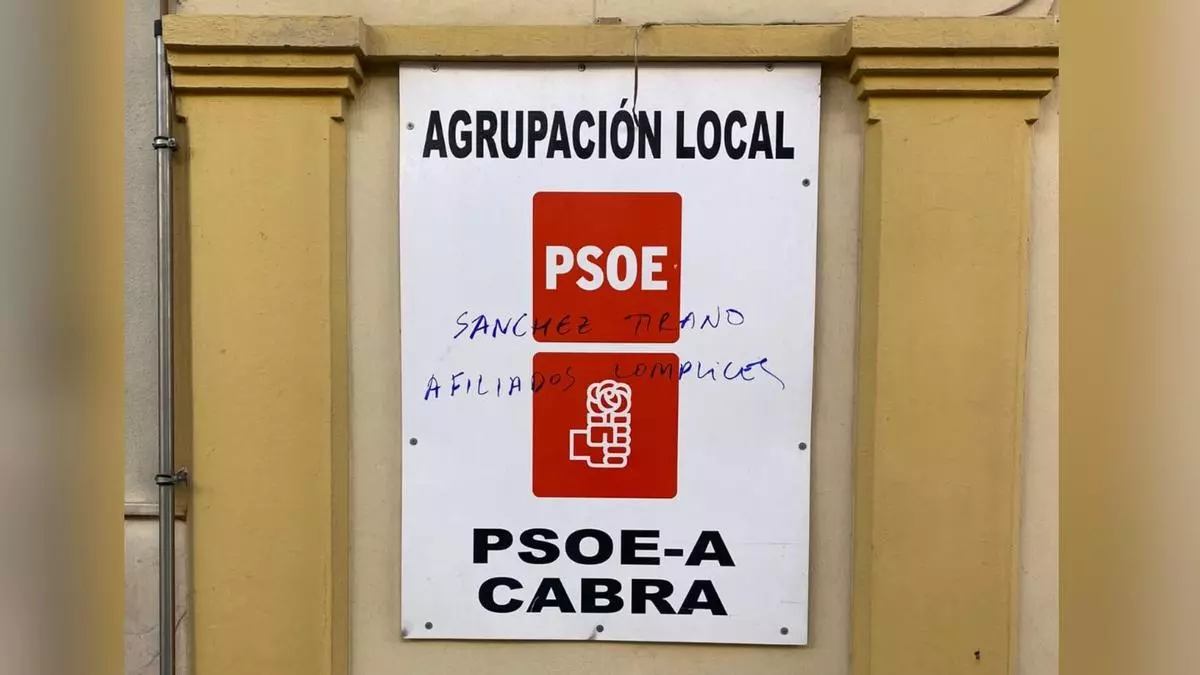 AGRUPACIÓN LOCAL
PSOE
SANCHEZ TIRANO
AFILIADOS COMPLICES
PSOE-A
CABRA